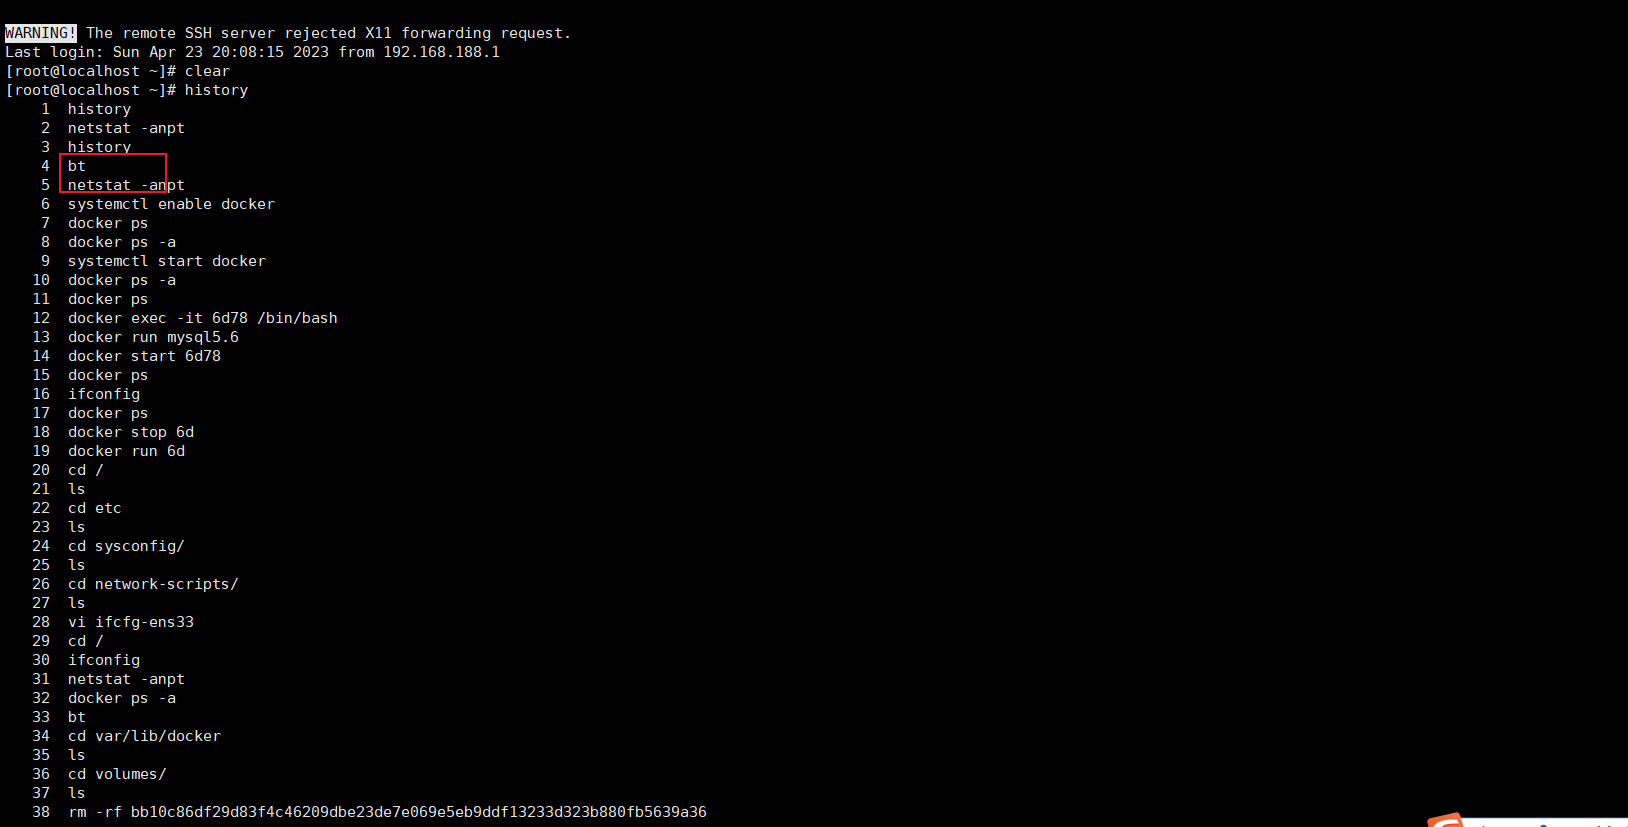 WARNING! The remote SSH server rejected X11 forwarding request.
Last login: Sun Apr 23 20:08:15 2023 from 192.168.188.1
[root@localhost ~]# clear
[root@localhost ~]# history
1 history
2 netstat -anpt
3 history
4 bt
5 netstat -anpt
6 systemctl enable docker
7 docker ps
8 docker ps -a
9 systemctl start docker
10 docker ps -a
11 docker ps
12 docker exec -it 6d78 /bin/bash
13 docker run mysql5.6
14 docker start 6d78
15 docker ps
16 ifconfig
17 docker ps
18 docker stop 6d
19 docker run 6d
20 cd /
21 ls
22 cd etc
23 ls
24 cd sysconfig/
25 ls
26 cd network-scripts/
27 ls
28 vi ifcfg-ens33
29 cd /
30 ifconfig
31 netstat -anpt
32 docker ps -a
33 bt
34 cd var/lib/docker
35 ls
36 cd volumes/
37 ls
38 rm -rf bb10c86df29d83f4c46209dbe23de7e069e5eb9ddf13233d323b880fb5639a36